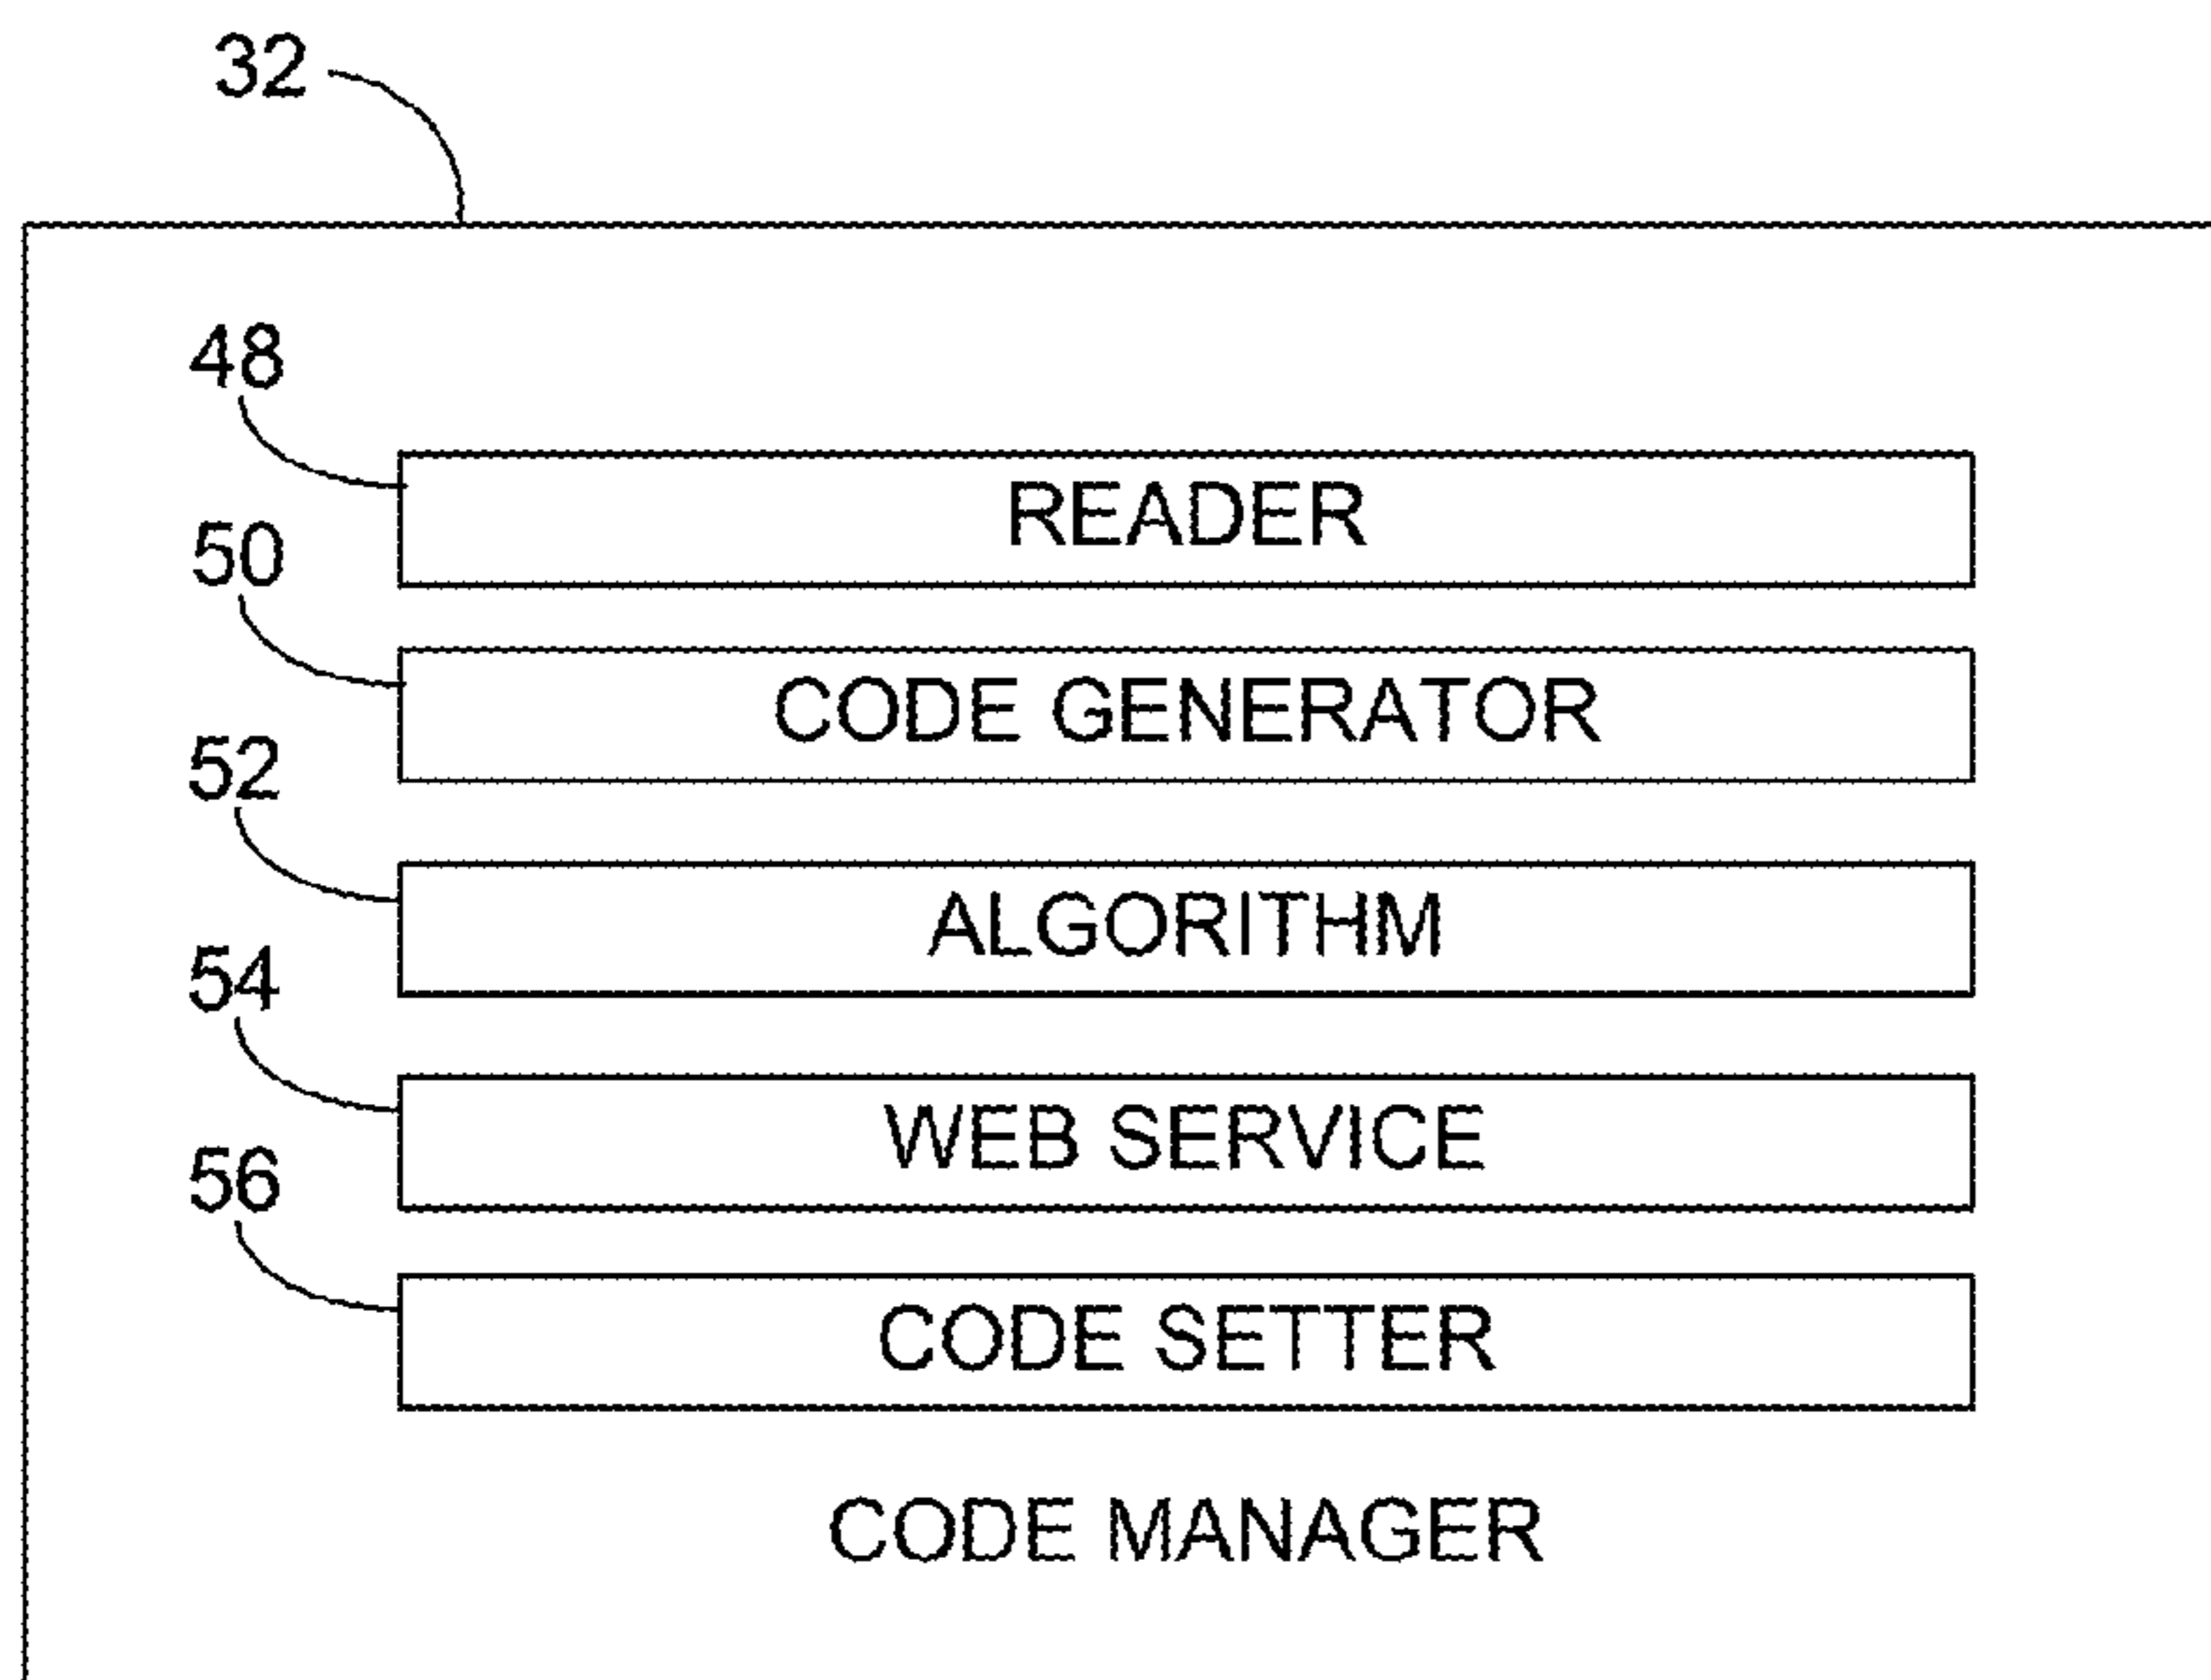 32
48
READER
50
CODE GENERATOR
52
ALGORITHM
54
WEB SERVICE
56
CODE SETTER
CODE MANAGER